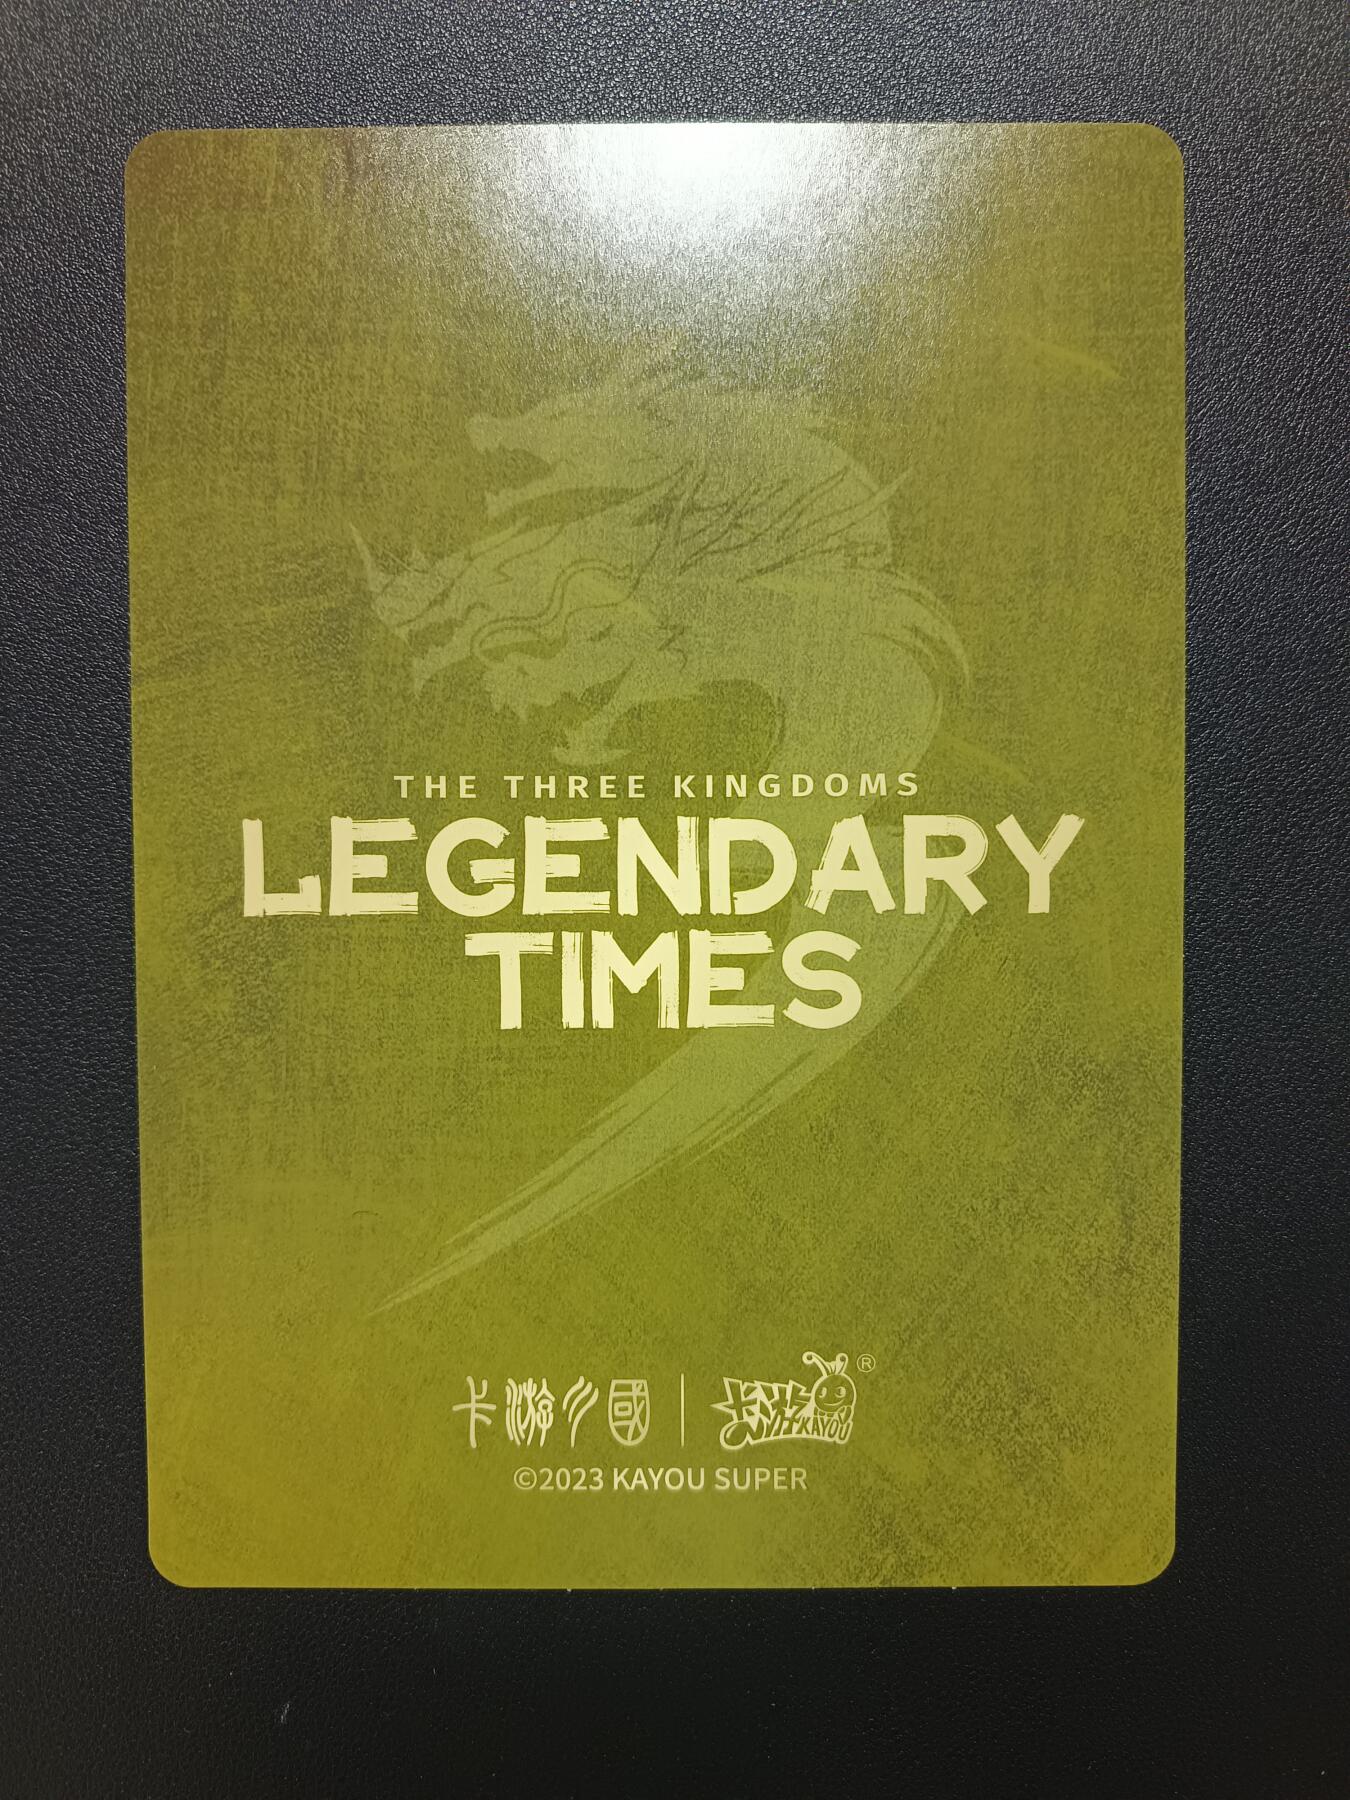 THE THREE KINGDOMS
LEGENDARY
TIMES
卡游三國 | 卡游 KAYOU ®
©2023 KAYOU SUPER